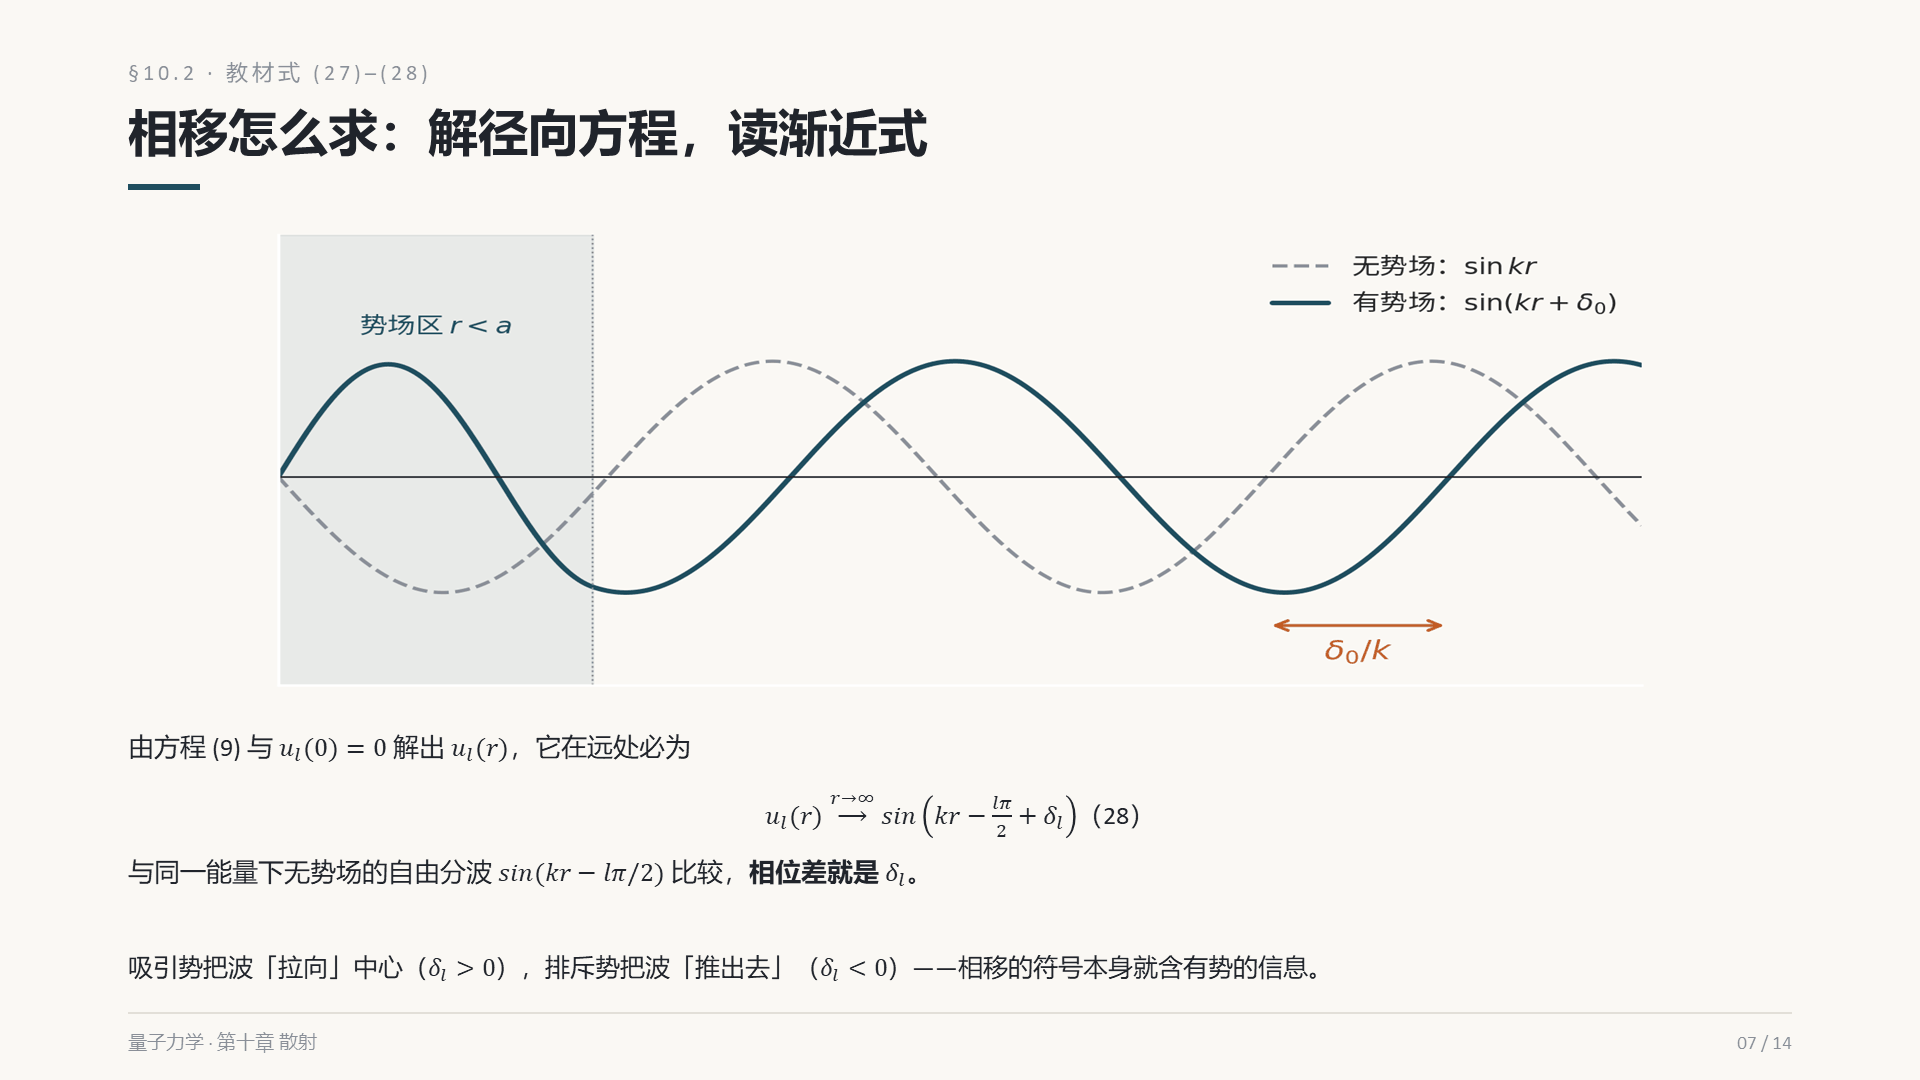 §10.2 · 教材式 (27)–(28)
相移怎么求：解径向方程，读渐近式
无势场：sin kr
有势场：sin(kr + δ₀)
势场区 r < a
δ₀/k
由方程 (9) 与 uₗ(0) = 0 解出 uₗ(r)，它在远处必为
uₗ(r) \overset{r→∞}{⟶} sin (kr − \frac{lπ}{2} + δₗ)（28）
与同一能量下无势场的自由分波 sin(kr − lπ/2) 比较，相位差就是 δₗ。
吸引势把波「拉向」中心（δₗ > 0），排斥势把波「推出去」（δₗ < 0）——相移的符号本身就含有势的信息。
量子力学 · 第十章 散射
07 / 14